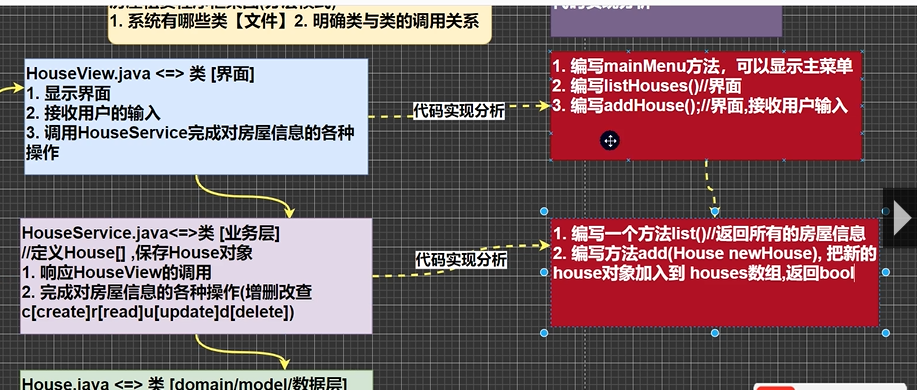 1. 系统有哪些类【文件】2. 明确类与类的调用关系
代码实现分析
HouseView.java <=> 类 [界面]
1. 显示界面
2. 接收用户的输入
3. 调用HouseService完成对房屋信息的各种
操作
代码实现分析
1. 编写mainMenu方法，可以显示主菜单
2. 编写listHouses()//界面
3. 编写addHouse();//界面,接收用户输入
HouseService.java<=>类 [业务层]
//定义House[] ,保存House对象
1. 响应HouseView的调用
2. 完成对房屋信息的各种操作(增删改查
c[create]r[read]u[update]d[delete])
代码实现分析
1. 编写一个方法list()//返回所有的房屋信息
2. 编写方法add(House newHouse), 把新的
house对象加入到 houses数组,返回bool
House.java <=> 类 [domain/model/数据层]